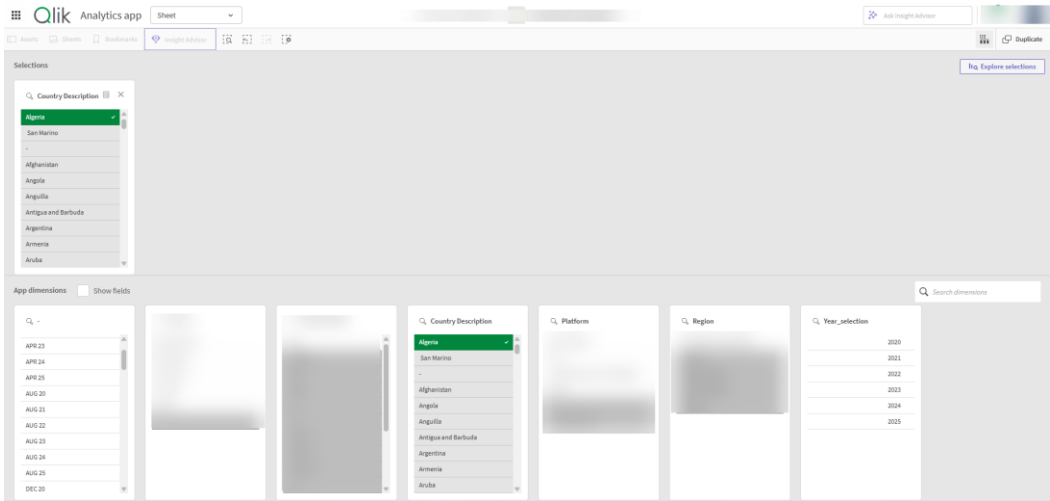 Qlik Analytics app Sheet Ask Insight Advisor
Assets Sheets Bookmarks Insight Advisor Duplicate
Selections Explore selections
Country Description
Algeria
San Marino
-
Afghanistan
Angola
Anguilla
Antigua and Barbuda
Argentina
Armenia
Aruba
App dimensions Show fields Search dimensions
-
APR 23
APR 24
APR 25
AUG 20
AUG 21
AUG 22
AUG 23
AUG 24
AUG 25
DEC 20
Country Description
Algeria
San Marino
-
Afghanistan
Angola
Anguilla
Antigua and Barbuda
Argentina
Armenia
Aruba
Platform
Region
Year_selection
2020
2021
2022
2023
2024
2025